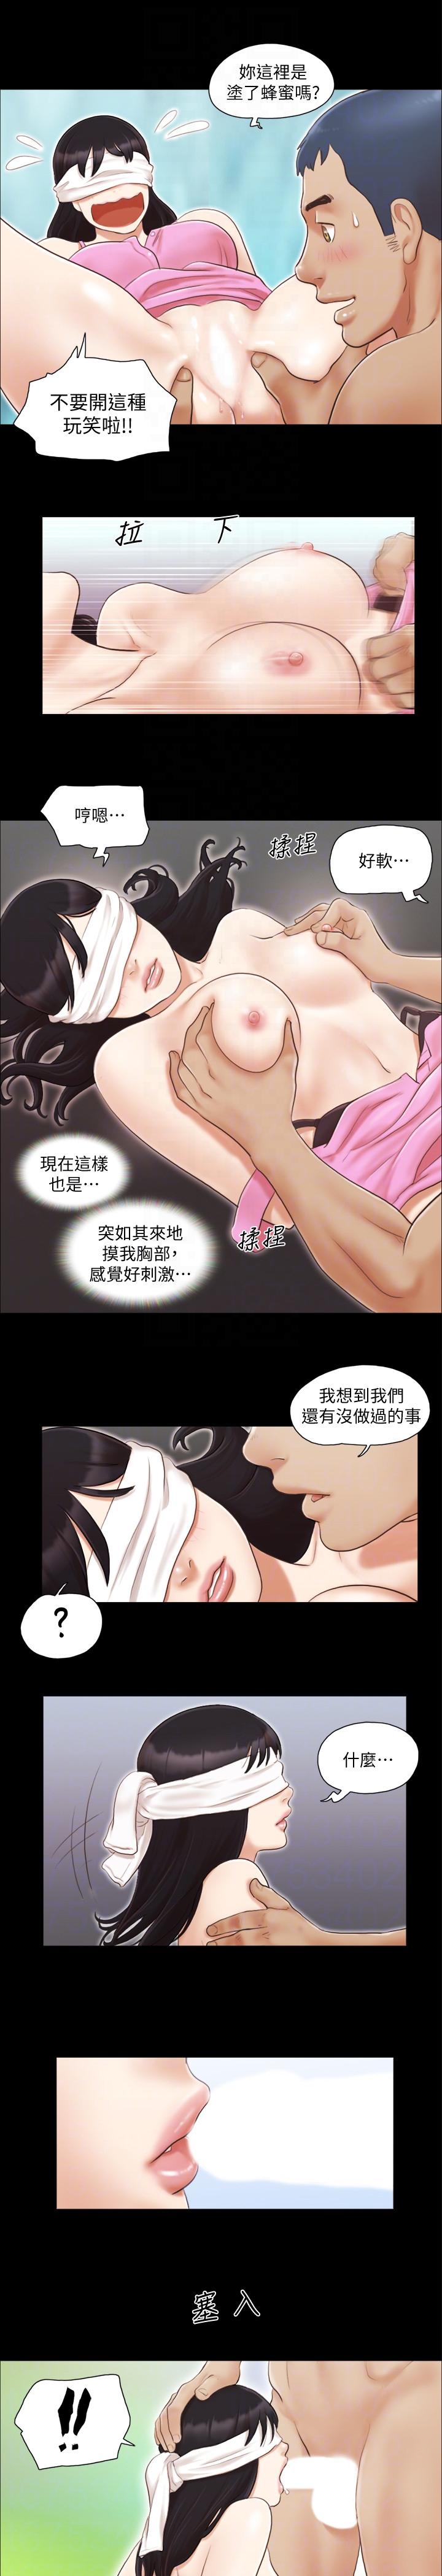 妳這裡是
塗了蜂蜜嗎?
不要開這種
玩笑啦!!
拉下
哼嗯…
揉捏
好軟…
現在這樣
也是…
突如其來地
摸我胸部,
感覺好刺激…
揉捏
我想到我們
還有沒做過的事
?
什麼…
塞入
!!